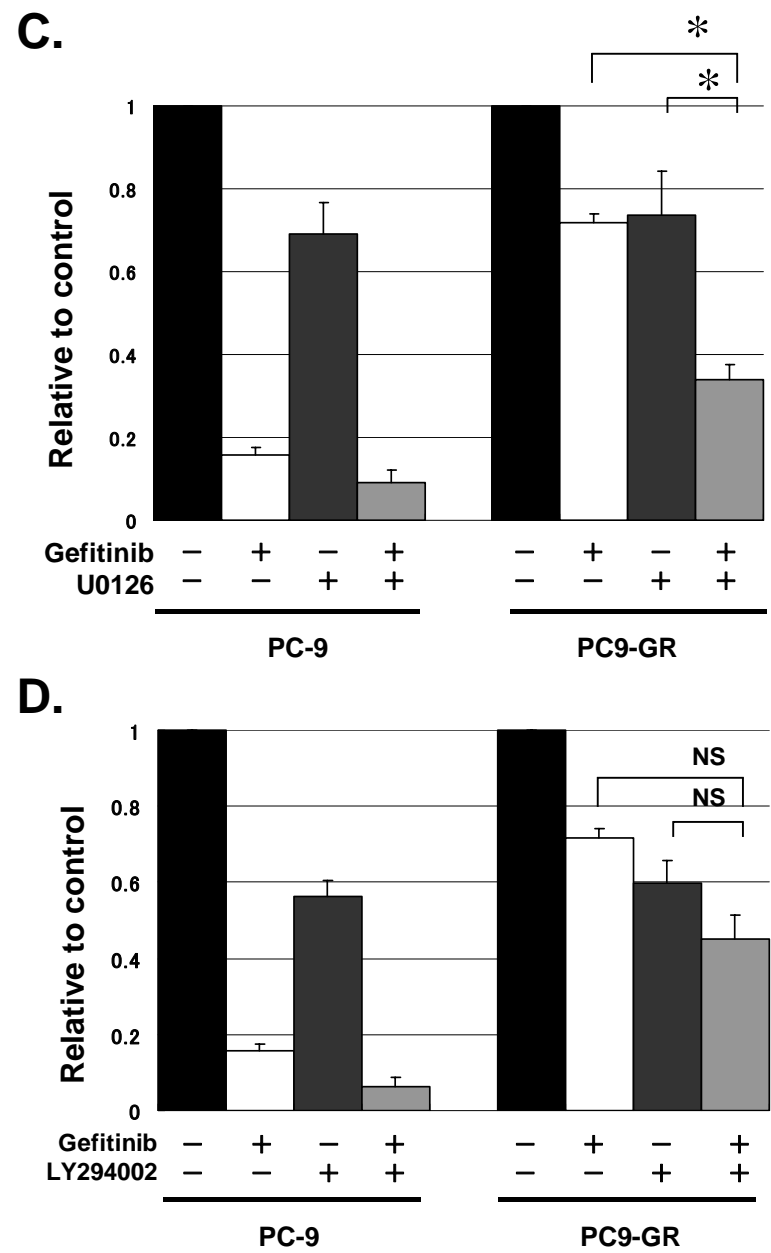 C.
*
*
Relative to control
1
0.8
0.6
0.4
0.2
0
Gefitinib − + − + − + − +
U0126 − − + + − − + +
PC-9 PC9-GR
D.
NS
NS
Relative to control
1
0.8
0.6
0.4
0.2
0
Gefitinib − + − + − + − +
LY294002 − − + + − − + +
PC-9 PC9-GR